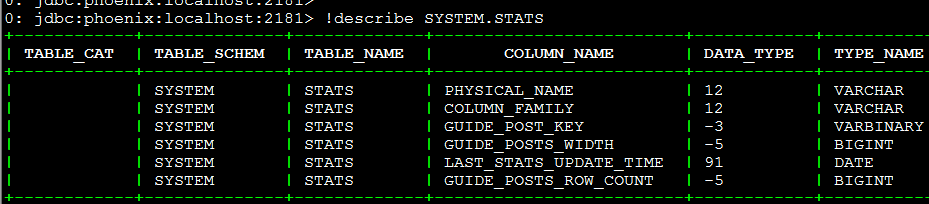 0: jdbc:phoenix:localhost:2181>
0: jdbc:phoenix:localhost:2181> !describe SYSTEM.STATS
+------------+--------------+-------------+-------------------------+------------+------------
| TABLE_CAT | TABLE_SCHEM | TABLE_NAME | COLUMN_NAME | DATA_TYPE | TYPE_NAME
+------------+--------------+-------------+-------------------------+------------+------------
| | SYSTEM | STATS | PHYSICAL_NAME | 12 | VARCHAR
| | SYSTEM | STATS | COLUMN_FAMILY | 12 | VARCHAR
| | SYSTEM | STATS | GUIDE_POST_KEY | -3 | VARBINARY
| | SYSTEM | STATS | GUIDE_POSTS_WIDTH | -5 | BIGINT
| | SYSTEM | STATS | LAST_STATS_UPDATE_TIME | 91 | DATE
| | SYSTEM | STATS | GUIDE_POSTS_ROW_COUNT | -5 | BIGINT
+------------+--------------+-------------+-------------------------+------------+------------